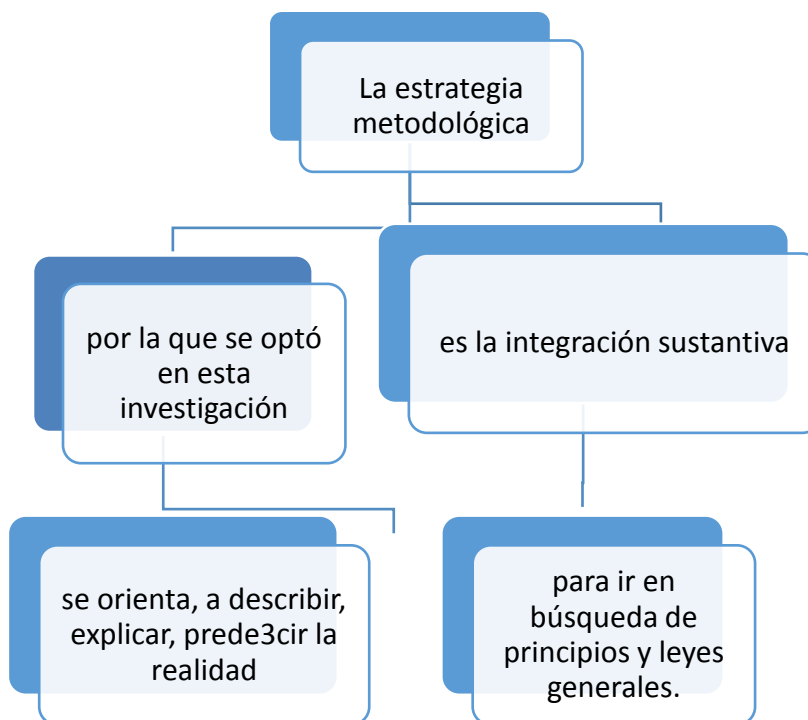 La estrategia
metodológica
por la que se optó
en esta
investigación
es la integración sustantiva
se orienta, a describir,
explicar, prede3cir la
realidad
para ir en
búsqueda de
principios y leyes
generales.